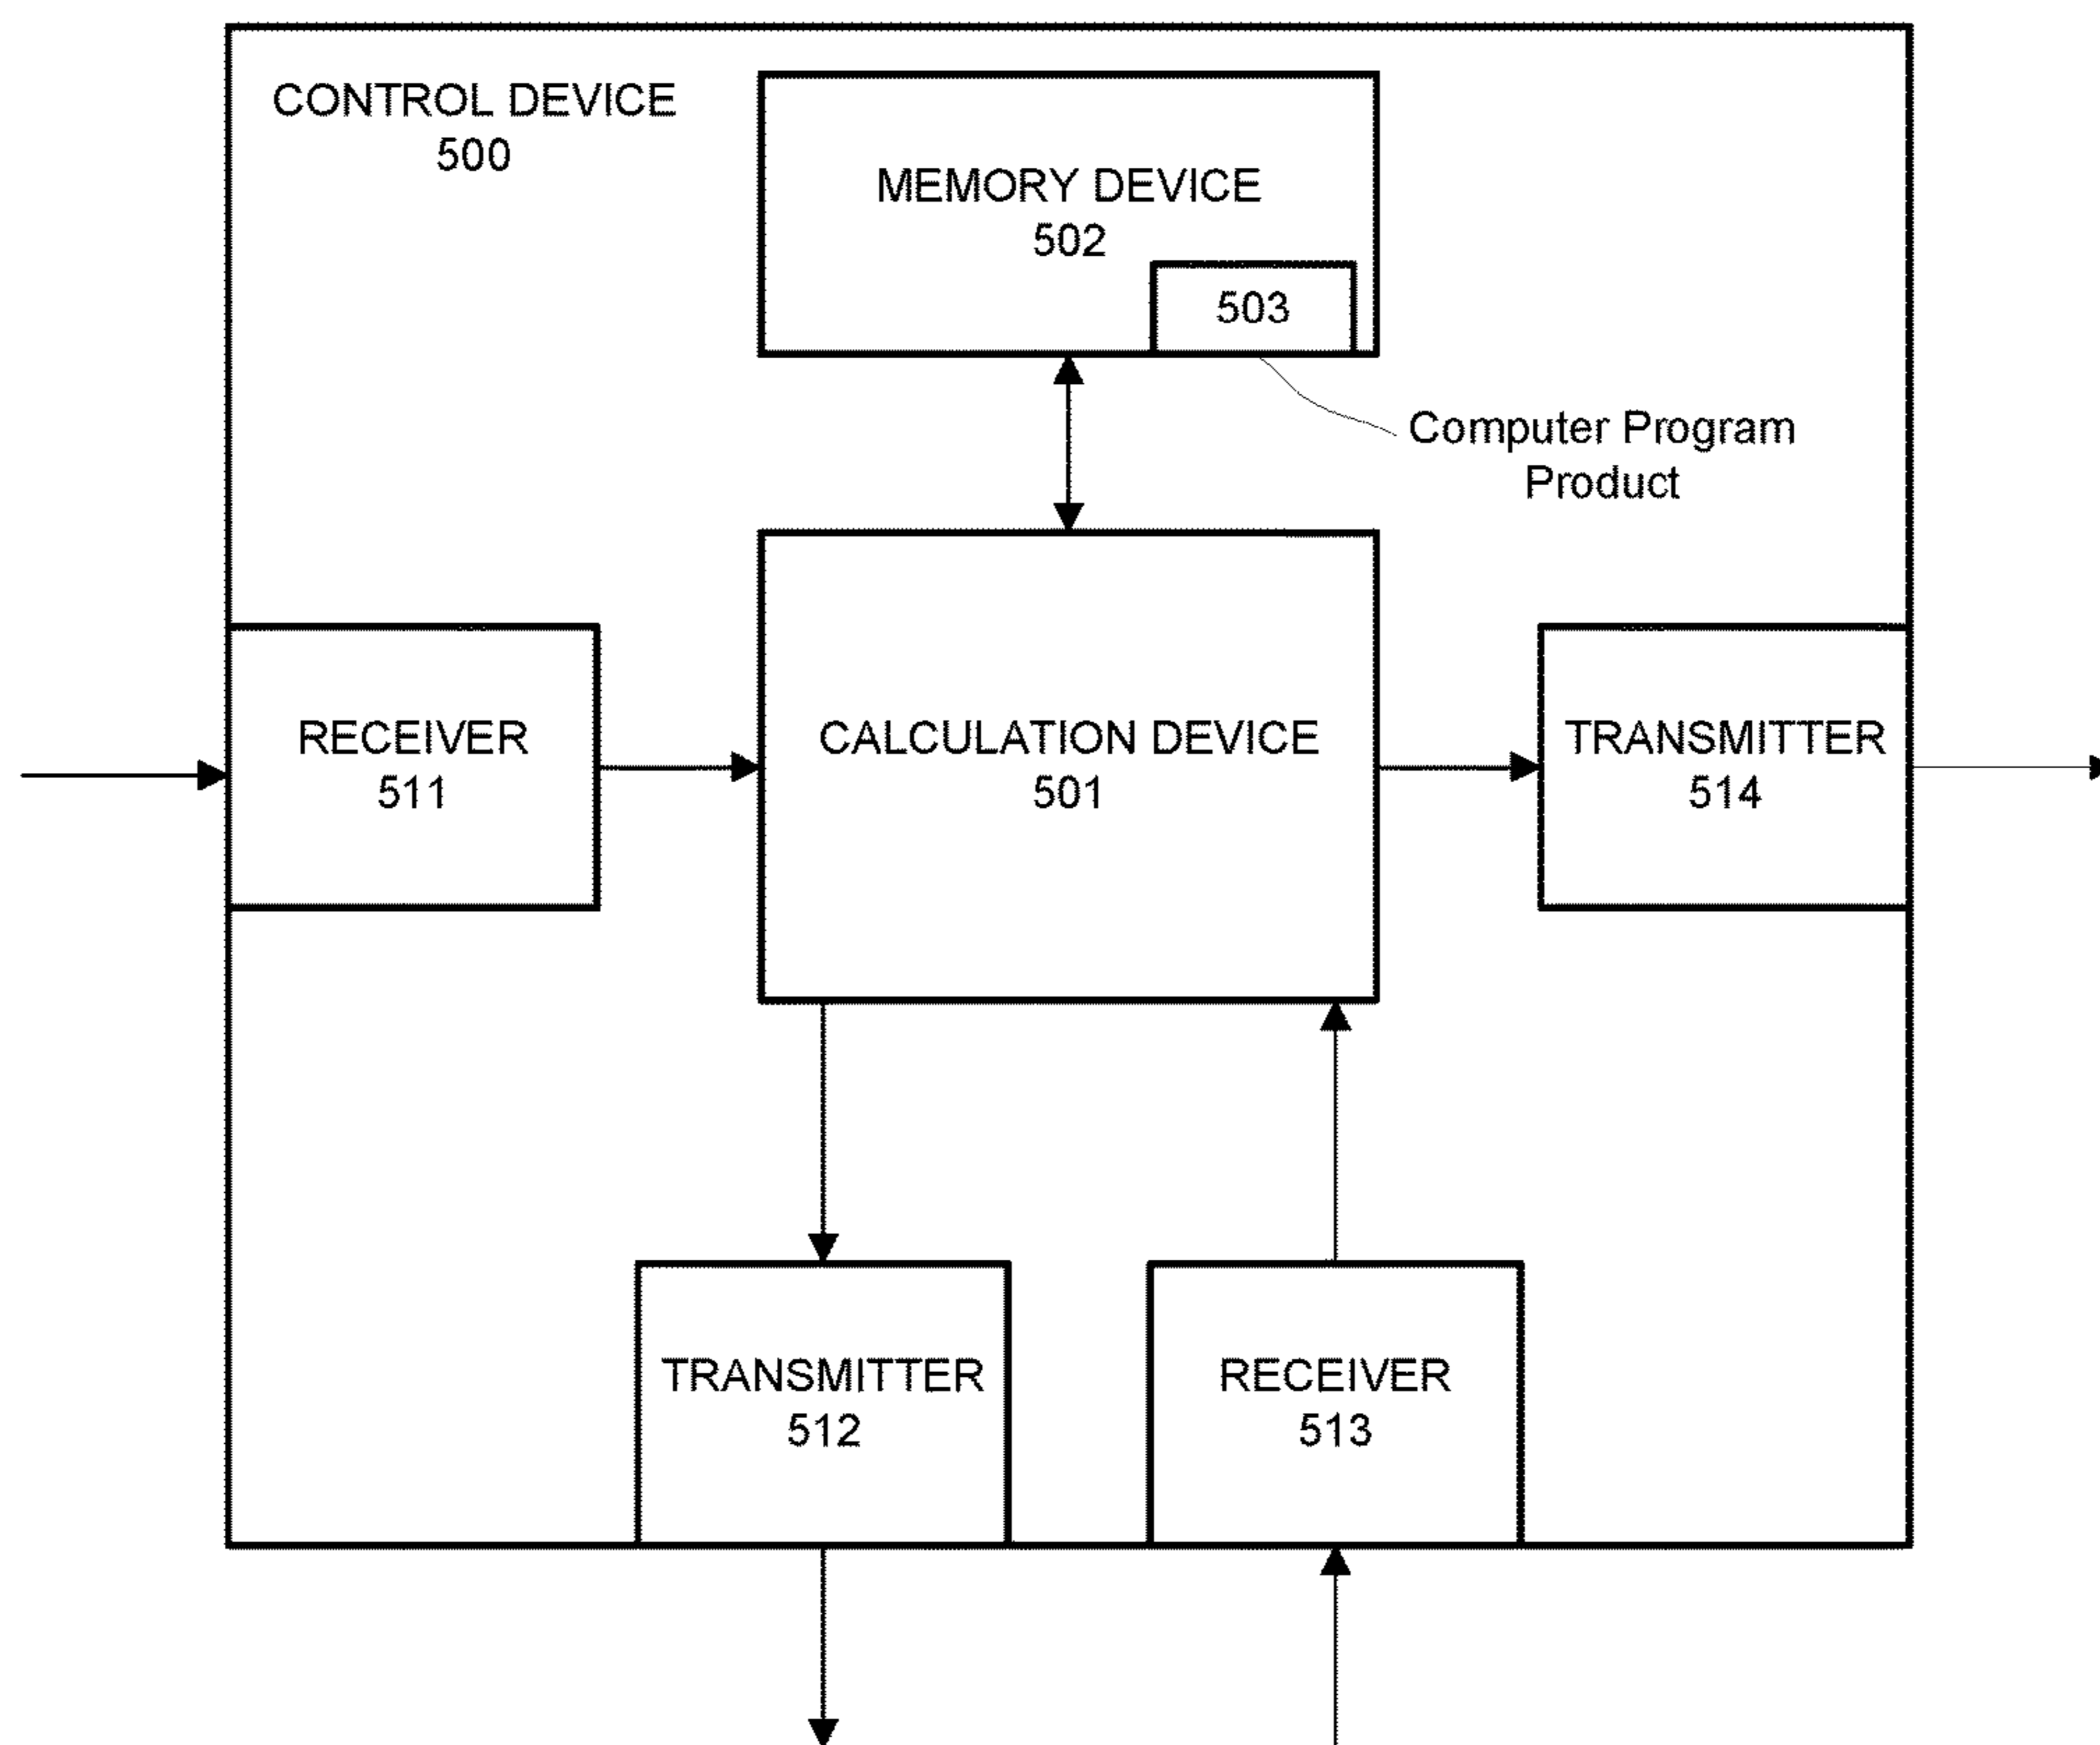 CONTROL DEVICE
500
MEMORY DEVICE
502
503
Computer Program
Product
RECEIVER
511
CALCULATION DEVICE
501
TRANSMITTER
514
TRANSMITTER
512
RECEIVER
513